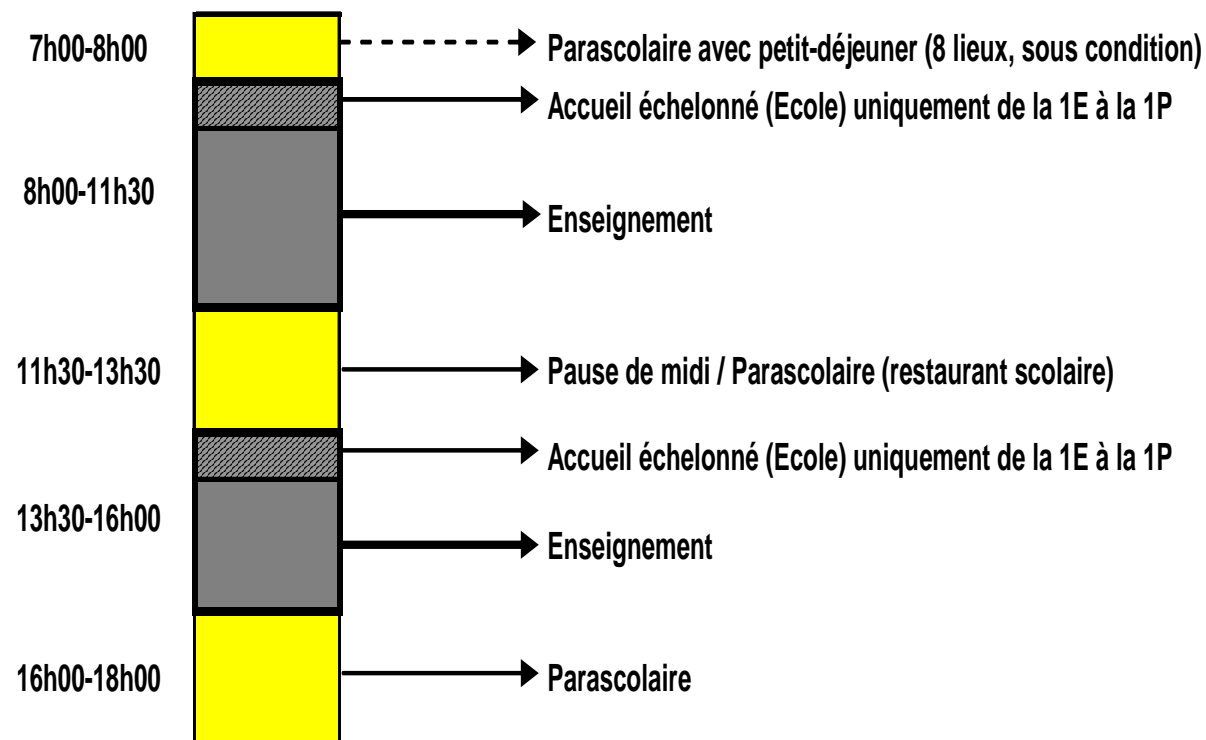 7h00-8h00 Parascolaire avec petit-déjeuner (8 lieux, sous condition)
Accueil échelonné (Ecole) uniquement de la 1E à la 1P
8h00-11h30
Enseignement
11h30-13h30 Pause de midi / Parascolaire (restaurant scolaire)
Accueil échelonné (Ecole) uniquement de la 1E à la 1P
13h30-16h00
Enseignement
16h00-18h00 Parascolaire